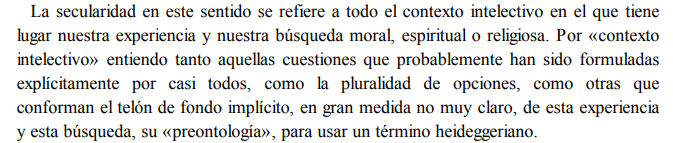 La secularidad en este sentido se refiere a todo el contexto intelectivo en el que tiene
lugar nuestra experiencia y nuestra búsqueda moral, espiritual o religiosa. Por «contexto
intelectivo» entiendo tanto aquellas cuestiones que probablemente han sido formuladas
explícitamente por casi todos, como la pluralidad de opciones, como otras que
conforman el telón de fondo implícito, en gran medida no muy claro, de esta experiencia
y esta búsqueda, su «preontología», para usar un término heideggeriano.